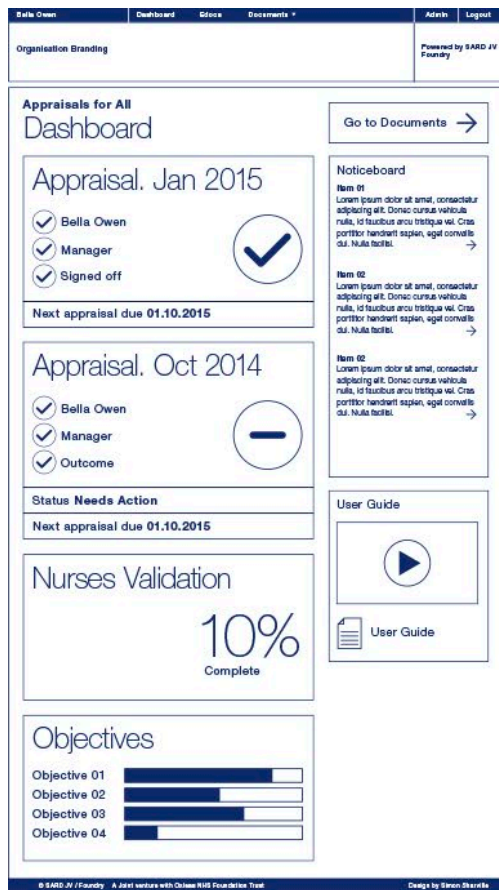 Bella Owen Dashboard Edocs Documents Admin Logout
Organisation Branding
Powered by SARD JV
Foundry
Appraisals for All
Dashboard
Appraisal. Jan 2015
Bella Owen
Manager
Signed off
Next appraisal due 01.10.2015
Appraisal. Oct 2014
Bella Owen
Manager
Outcome
Status Needs Action
Next appraisal due 01.10.2015
Nurses Validation
10%
Complete
Objectives
Objective 01
Objective 02
Objective 03
Objective 04
Go to Documents
Noticeboard
Item 01
Lorem ipsum dolor sit amet, consectetur
adipiscing elit. Donec cursus vehicula
nulla, id faucibus arcu tristique vel. Cras
porttitor hendrerit sapien, eget convallis
dui. Nulla facilisi.
Item 02
Lorem ipsum dolor sit amet, consectetur
adipiscing elit. Donec cursus vehicula
nulla, id faucibus arcu tristique vel. Cras
porttitor hendrerit sapien, eget convallis
dui. Nulla facilisi.
Item 02
Lorem ipsum dolor sit amet, consectetur
adipiscing elit. Donec cursus vehicula
nulla, id faucibus arcu tristique vel. Cras
porttitor hendrerit sapien, eget convallis
dui. Nulla facilisi.
User Guide
User Guide
© SARD JV / Foundry A Joint venture with Oxleas NHS Foundation Trust Design by Simon Sharville